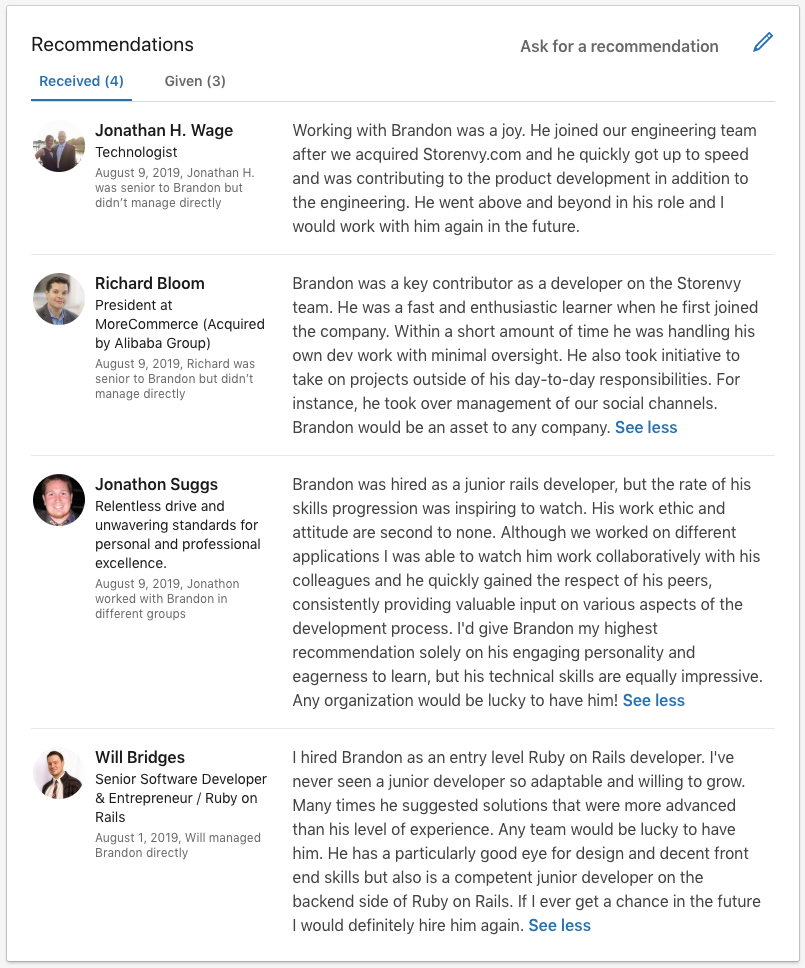 Recommendations
Ask for a recommendation
Received (4)
Given (3)
Jonathan H. Wage
Technologist
August 9, 2019, Jonathan H.
was senior to Brandon but
didn't manage directly
Working with Brandon was a joy. He joined our engineering team
after we acquired Storenvy.com and he quickly got up to speed
and was contributing to the product development in addition to
the engineering. He went above and beyond in his role and I
would work with him again in the future.
Richard Bloom
President at
MoreCommerce (Acquired
by Alibaba Group)
August 9, 2019, Richard was
senior to Brandon but didn't
manage directly
Brandon was a key contributor as a developer on the Storenvy
team. He was a fast and enthusiastic learner when he first joined
the company. Within a short amount of time he was handling his
own dev work with minimal oversight. He also took initiative to
take on projects outside of his day-to-day responsibilities. For
instance, he took over management of our social channels.
Brandon would be an asset to any company. See less
Jonathon Suggs
Relentless drive and
unwavering standards for
personal and professional
excellence.
August 9, 2019, Jonathon
worked with Brandon in
different groups
Brandon was hired as a junior rails developer, but the rate of his
skills progression was inspiring to watch. His work ethic and
attitude are second to none. Although we worked on different
applications I was able to watch him work collaboratively with his
colleagues and he quickly gained the respect of his peers,
consistently providing valuable input on various aspects of the
development process. I'd give Brandon my highest
recommendation solely on his engaging personality and
eagerness to learn, but his technical skills are equally impressive.
Any organization would be lucky to have him! See less
Will Bridges
Senior Software Developer
& Entrepreneur / Ruby on
Rails
August 1, 2019, Will managed
Brandon directly
I hired Brandon as an entry level Ruby on Rails developer. I've
never seen a junior developer so adaptable and willing to grow.
Many times he suggested solutions that were more advanced
than his level of experience. Any team would be lucky to have
him. He has a particularly good eye for design and decent front
end skills but also is a competent junior developer on the
backend side of Ruby on Rails. If I ever get a chance in the future
I would definitely hire him again. See less